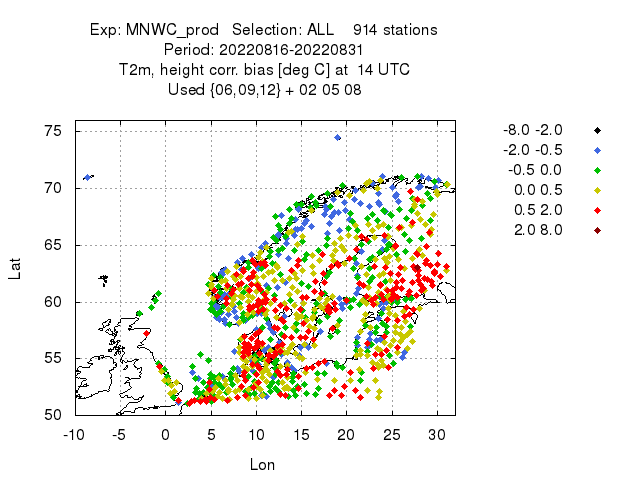 Exp: MNWC_prod   Selection: ALL    914 stations
Period: 20220816-20220831
T2m, height corr. bias [deg C] at  14 UTC
Used {06,09,12} + 02 05 08
75
70
65
60
55
50
Lat
-10 -5 0 5 10 15 20 25 30
Lon
-8.0 -2.0
-2.0 -0.5
-0.5 0.0
0.0 0.5
0.5 2.0
2.0 8.0